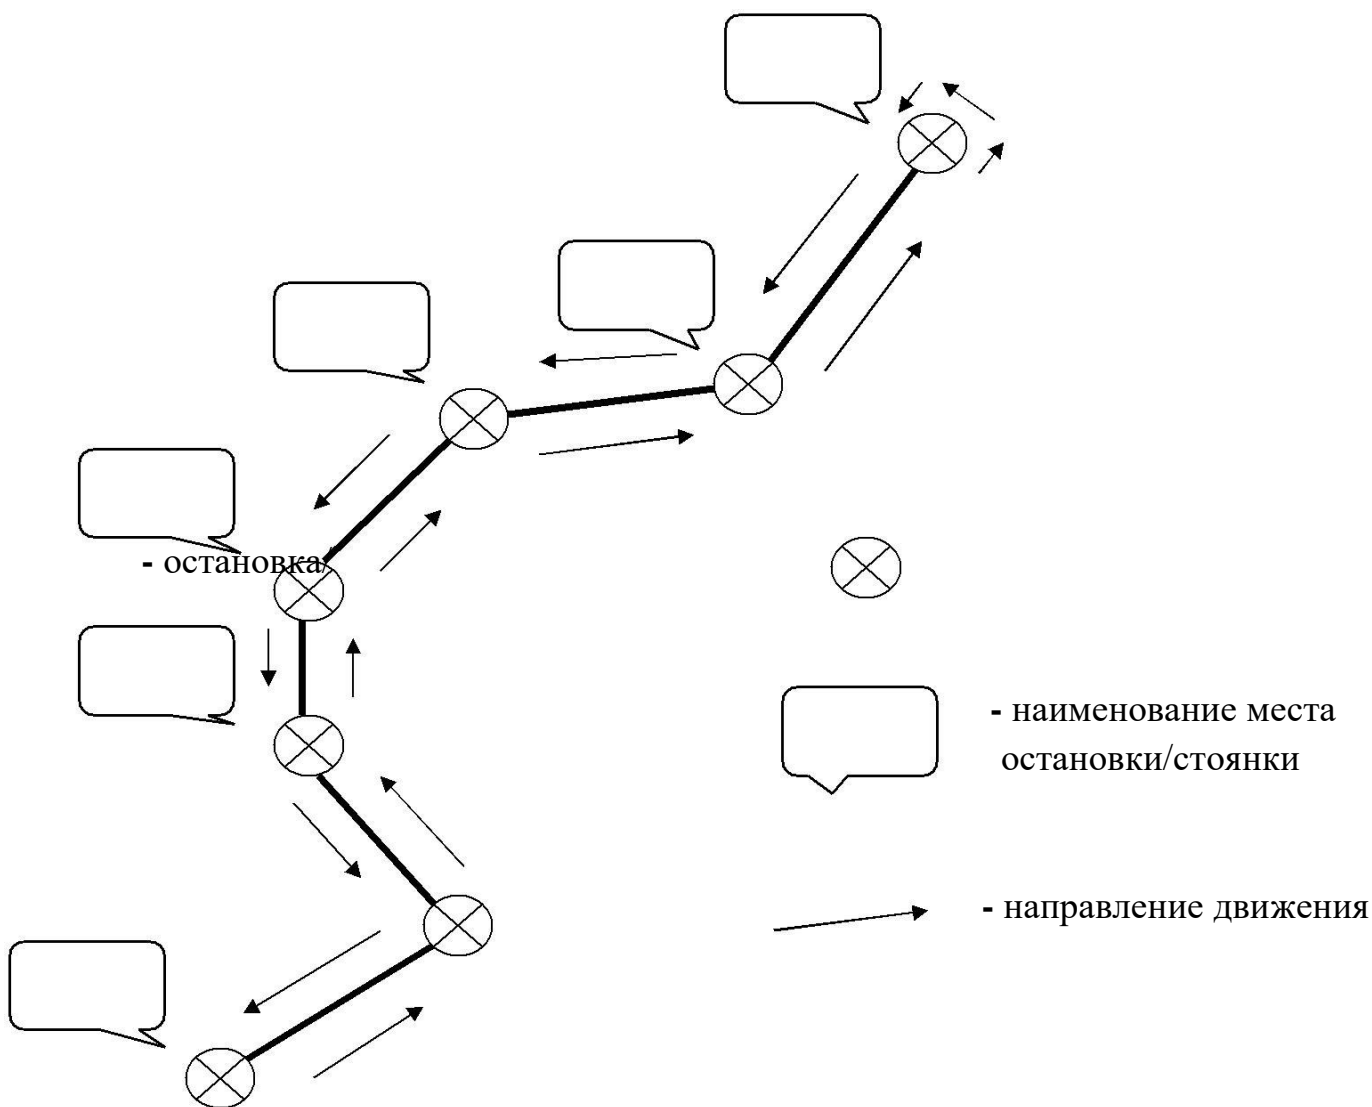 - остановка/
- наименование места
остановки/стоянки
- направление движения